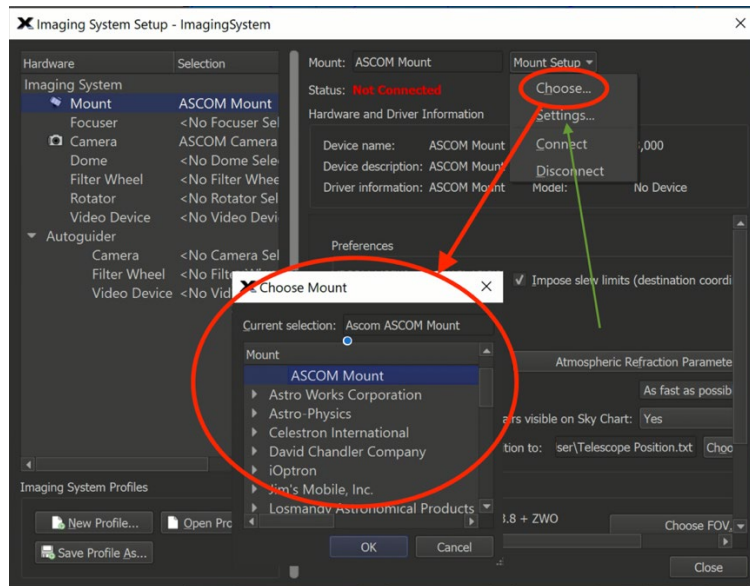 Imaging System Setup - ImagingSystem
Hardware Selection
Imaging System
Mount ASCOM Mount
Focuser <No Focuser Sel
Camera ASCOM Camera
Dome <No Dome Sele
Filter Wheel <No Filter Whee
Rotator <No Rotator Sel
Video Device <No Video Devi
Autoguider
Camera <No Camera Sel
Filter Wheel <No Filt
Video Device <No Vid
Imaging System Profiles
New Profile... Open Pro
Save Profile As...
Mount: ASCOM Mount Mount Setup
Status: Not Connected
Hardware and Driver Information
Device name: ASCOM Mount ,000
Device description: ASCOM Mount
Driver information: ASCOM Mount Model: No Device
Choose...
Settings...
Connect
Disconnect
Preferences
Impose slew limits (destination coordi
Atmospheric Refraction Paramete
As fast as possib
rs visible on Sky Chart: Yes
tion to: ser\Telescope Position.txt Choo
3.8 + ZWO Choose FOV,
Close
Choose Mount
Current selection: Ascom ASCOM Mount
Mount
ASCOM Mount
Astro Works Corporation
Astro-Physics
Celestron International
David Chandler Company
iOptron
Jim's Mobile, Inc.
Losmandy Astronomical Products
OK Cancel